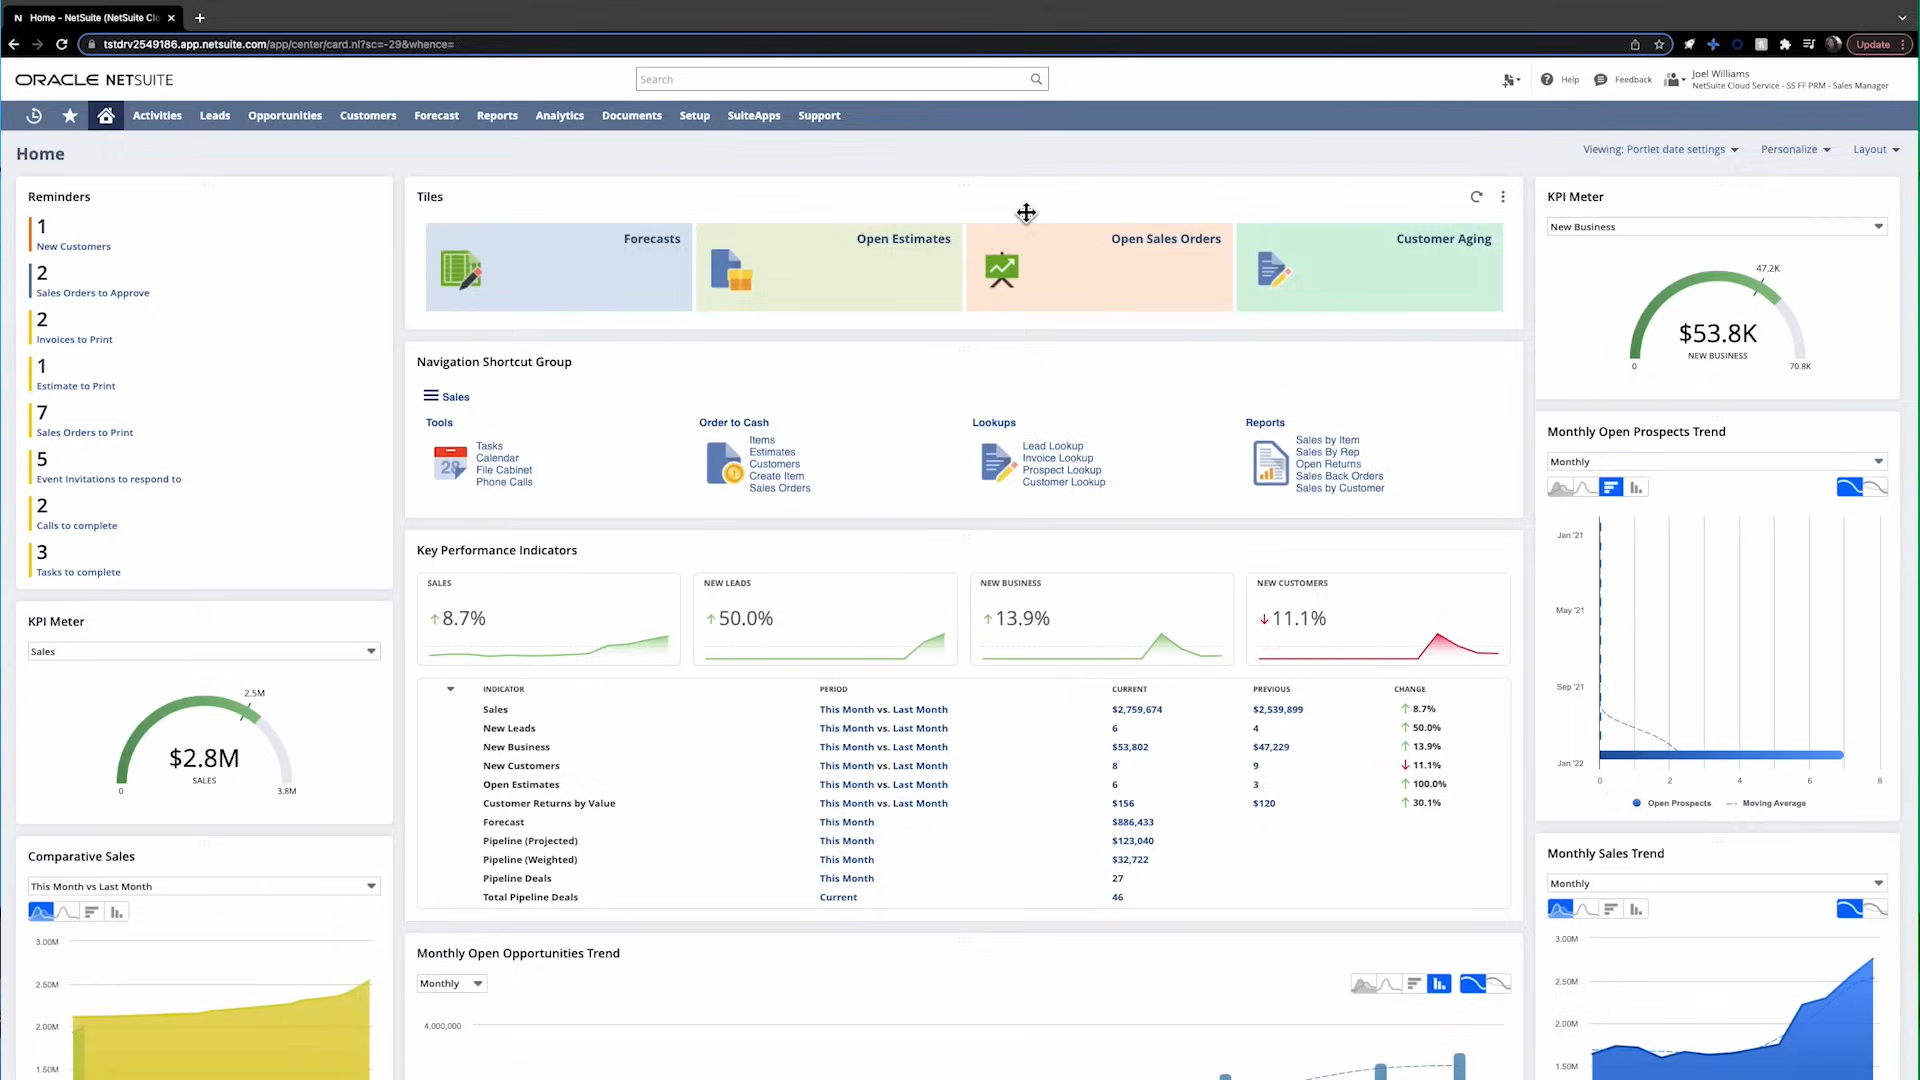 Home - NetSuite (NetSuite Clo
tstdrv2549186.app.netsuite.com/app/center/card.nl?sc=-29&whence=
Update
ORACLE NETSUITE
Search
Help
Feedback
Joel Williams
NetSuite Cloud Service - SS FF PRM - Sales Manager
Activities
Leads
Opportunities
Customers
Forecast
Reports
Analytics
Documents
Setup
SuiteApps
Support
Home
Viewing: Portlet date settings
Personalize
Layout
Reminders
1
New Customers
2
Sales Orders to Approve
2
Invoices to Print
1
Estimate to Print
7
Sales Orders to Print
5
Event Invitations to respond to
2
Calls to complete
3
Tasks to complete
KPI Meter
Sales
2.5M
$2.8M
SALES
0
3.8M
Comparative Sales
This Month vs Last Month
3.00M
2.50M
2.00M
1.50M
Tiles
Forecasts
Open Estimates
Open Sales Orders
Customer Aging
Navigation Shortcut Group
Sales
Tools
28
Tasks
Calendar
File Cabinet
Phone Calls
Order to Cash
Items
Estimates
Customers
Create Item
Sales Orders
Lookups
Lead Lookup
Invoice Lookup
Prospect Lookup
Customer Lookup
Reports
Sales by Item
Sales By Rep
Open Returns
Sales Back Orders
Sales by Customer
Key Performance Indicators
SALES
8.7%
NEW LEADS
50.0%
NEW BUSINESS
13.9%
NEW CUSTOMERS
11.1%
INDICATOR PERIOD CURRENT PREVIOUS CHANGE
Sales This Month vs. Last Month $2,759,674 $2,539,899 8.7%
New Leads This Month vs. Last Month 6 4 50.0%
New Business This Month vs. Last Month $53,802 $47,229 13.9%
New Customers This Month vs. Last Month 8 9 11.1%
Open Estimates This Month vs. Last Month 6 3 100.0%
Customer Returns by Value This Month vs. Last Month $156 $120 30.1%
Forecast This Month $886,433
Pipeline (Projected) This Month $123,040
Pipeline (Weighted) This Month $32,722
Pipeline Deals This Month 27
Total Pipeline Deals Current 46
Monthly Open Opportunities Trend
Monthly
4,000,000
KPI Meter
New Business
47.2K
$53.8K
NEW BUSINESS
0
70.8K
Monthly Open Prospects Trend
Monthly
Jan '21
May '21
Sep '21
Jan '22
0 2 4 6 8
Open Prospects
Moving Average
Monthly Sales Trend
Monthly
3.00M
2.50M
2.00M
1.50M